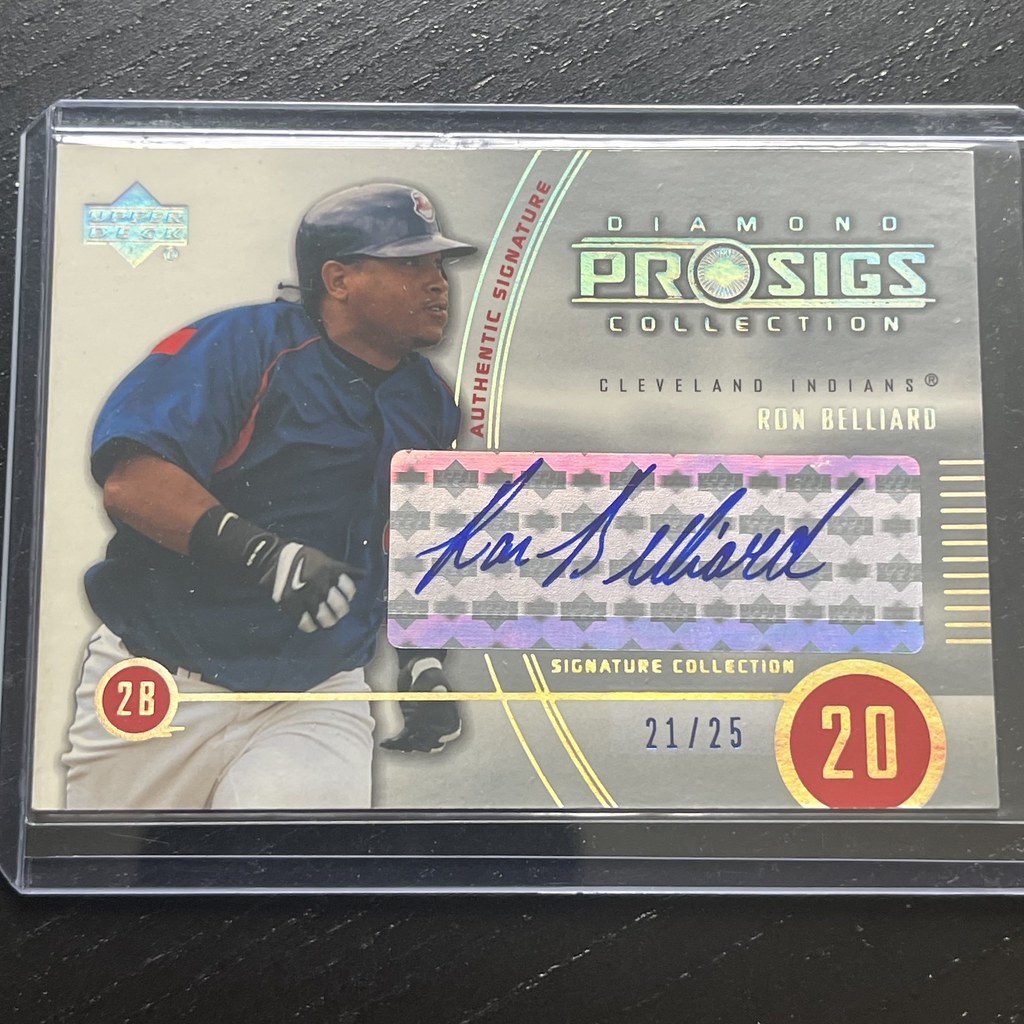 UPPER
DECK
AUTHENTIC SIGNATURE
DIAMOND
PROSIGS
COLLECTION
CLEVELAND INDIANS®
RON BELLIARD
Ron Belliard
SIGNATURE COLLECTION
2B
21/25
20